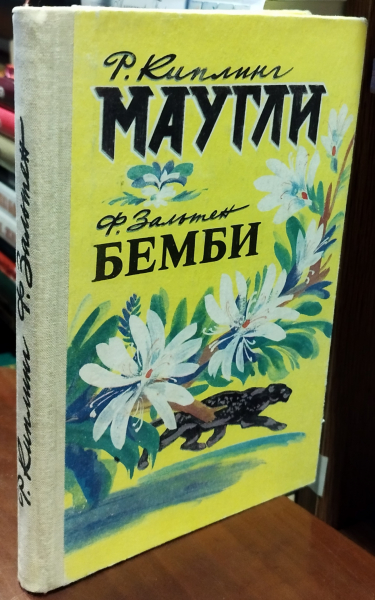 Р. Киплинг
МАУГЛИ
Ф. Зальтен
БЕМБИ
Р. Киплинг Ф. Зальтен